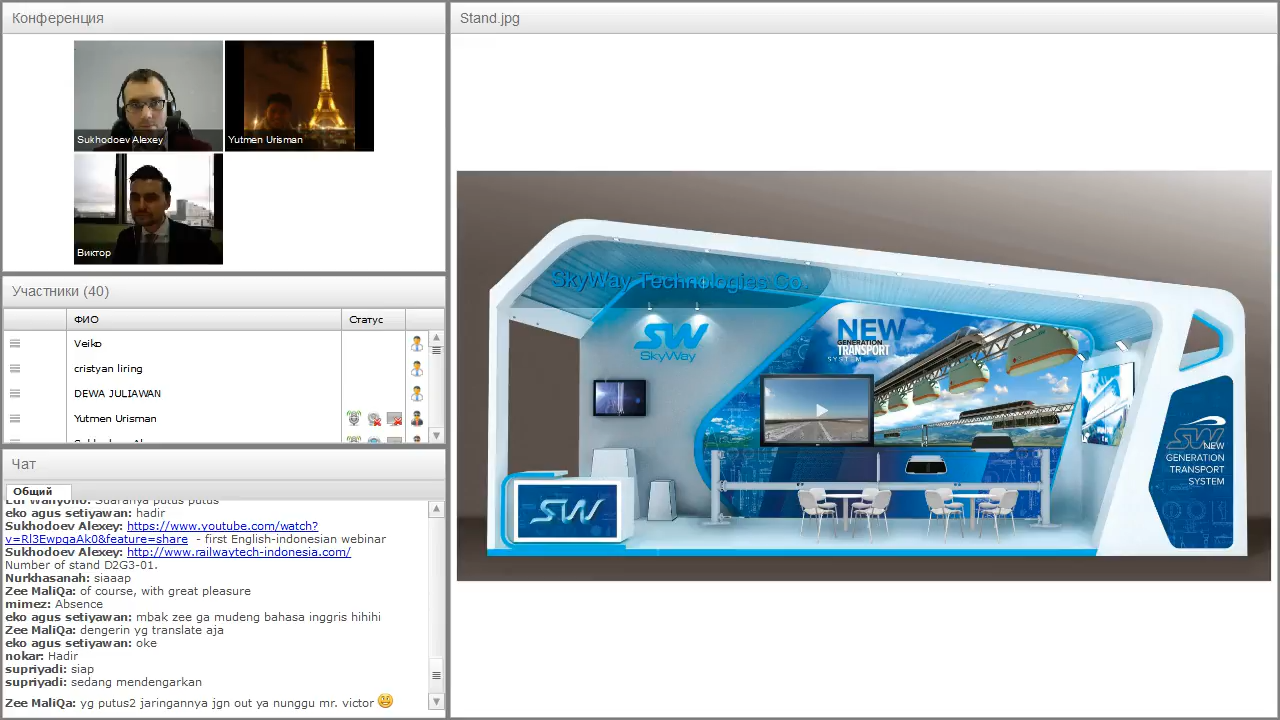 Конференция
Sukhodoev Alexey
Yutmen Urisman
Виктор
Участники (40)
ФИО
Статус
Veiko
cristyan liring
DEWA JULIAWAN
Yutmen Urisman
Чат
Общий
eko agus setiyawan: hadir
Sukhodoev Alexey: https://www.youtube.com/watch?
v=Rl3EwpqaAk0&feature=share - first English-indonesian webinar
Sukhodoev Alexey: http://www.railwaytech-indonesia.com/
Number of stand D2G3-01.
Nurkhasanah: siaaap
Zee MaliQa: of course, with great pleasure
mimez: Absence
eko agus setiyawan: mbak zee ga mudeng bahasa inggris hihihi
Zee MaliQa: dengerin yg translate aja
eko agus setiyawan: oke
nokar: Hadir
supriyadi: siap
supriyadi: sedang mendengarkan
Zee MaliQa: yg putus2 jaringannya jgn out ya nunggu mr. victor
Stand.jpg
SkyWay Technologies Co.
SW
SkyWay
NEW
GENERATION
TRANSPORT
SYSTEM
SW
SW
NEW
GENERATION
TRANSPORT
SYSTEM